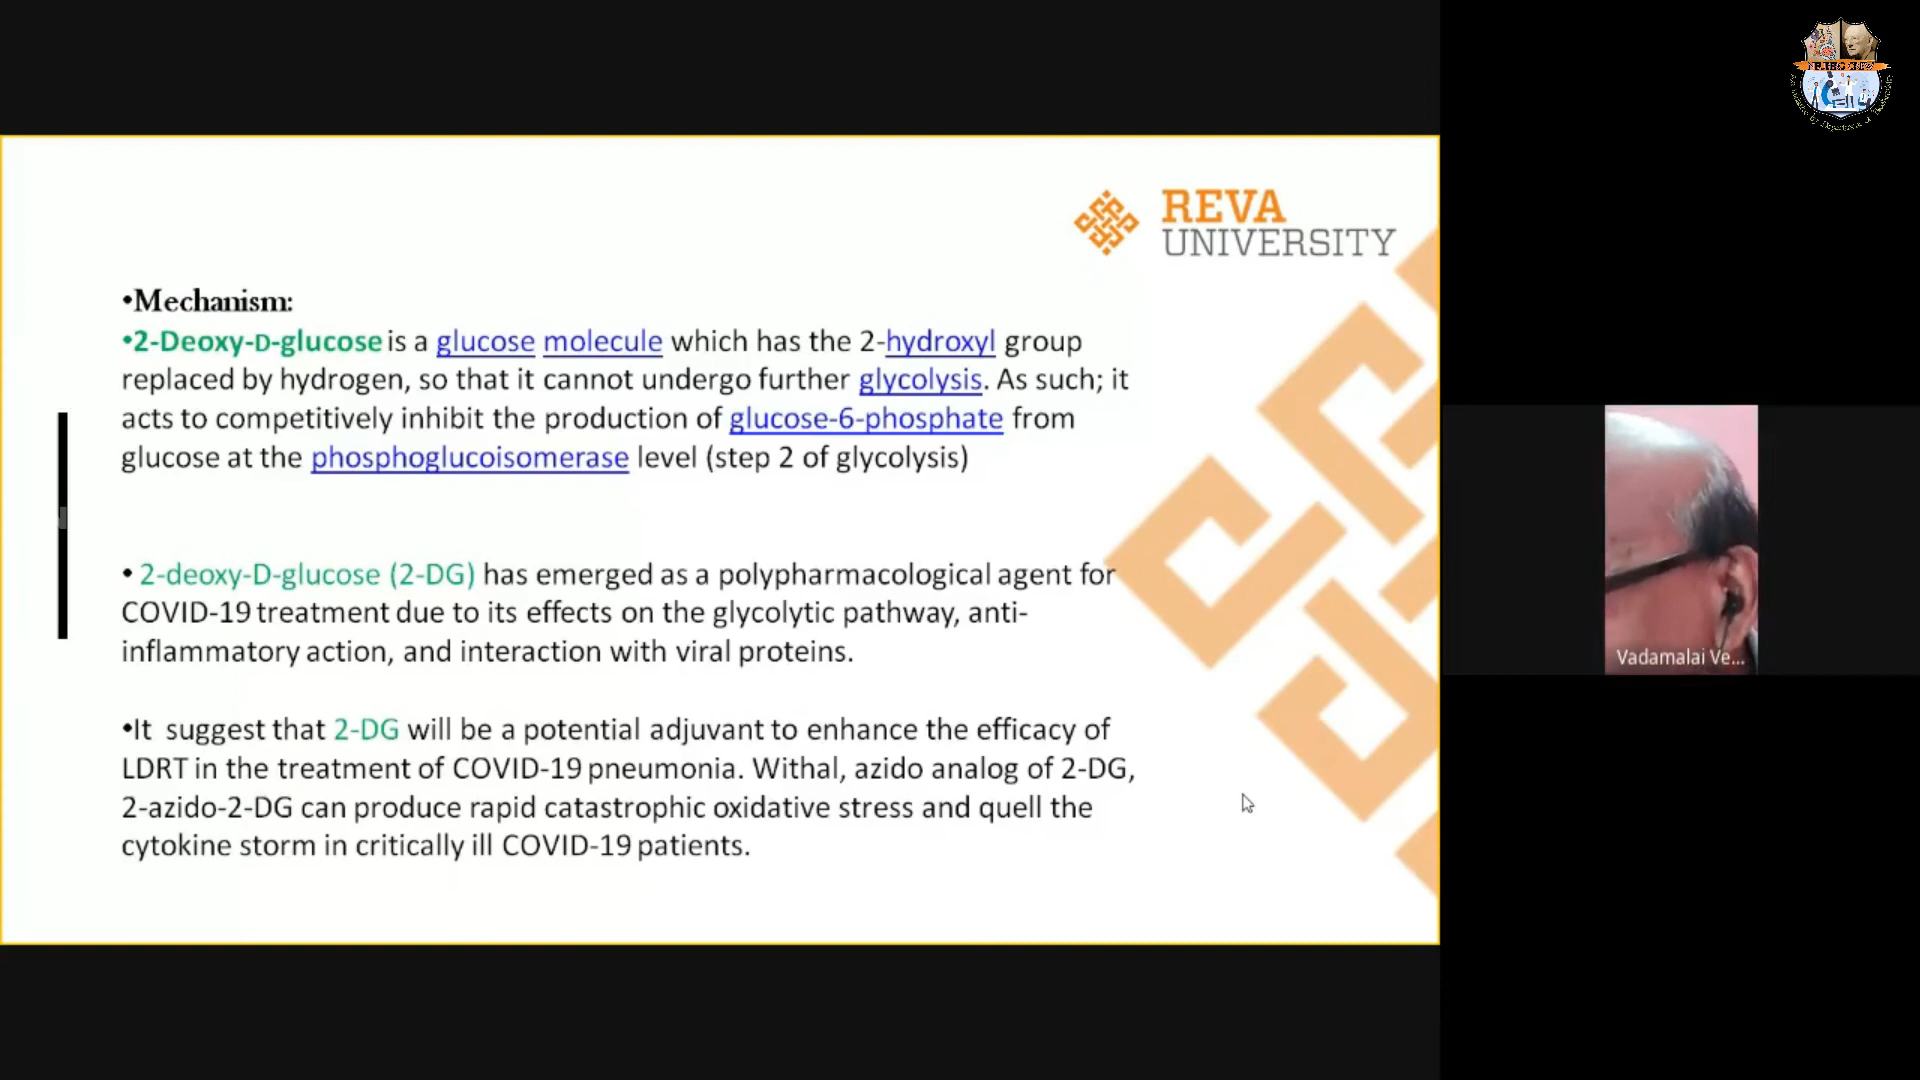 REVA
UNIVERSITY
•Mechanism:
•2-Deoxy-D-glucose is a glucose molecule which has the 2-hydroxyl group
replaced by hydrogen, so that it cannot undergo further glycolysis. As such; it
acts to competitively inhibit the production of glucose-6-phosphate from
glucose at the phosphoglucoisomerase level (step 2 of glycolysis)
• 2-deoxy-D-glucose (2-DG) has emerged as a polypharmacological agent for
COVID-19 treatment due to its effects on the glycolytic pathway, anti-
inflammatory action, and interaction with viral proteins.
•It suggest that 2-DG will be a potential adjuvant to enhance the efficacy of
LDRT in the treatment of COVID-19 pneumonia. Withal, azido analog of 2-DG,
2-azido-2-DG can produce rapid catastrophic oxidative stress and quell the
cytokine storm in critically ill COVID-19 patients.
Vadamalai Ve...